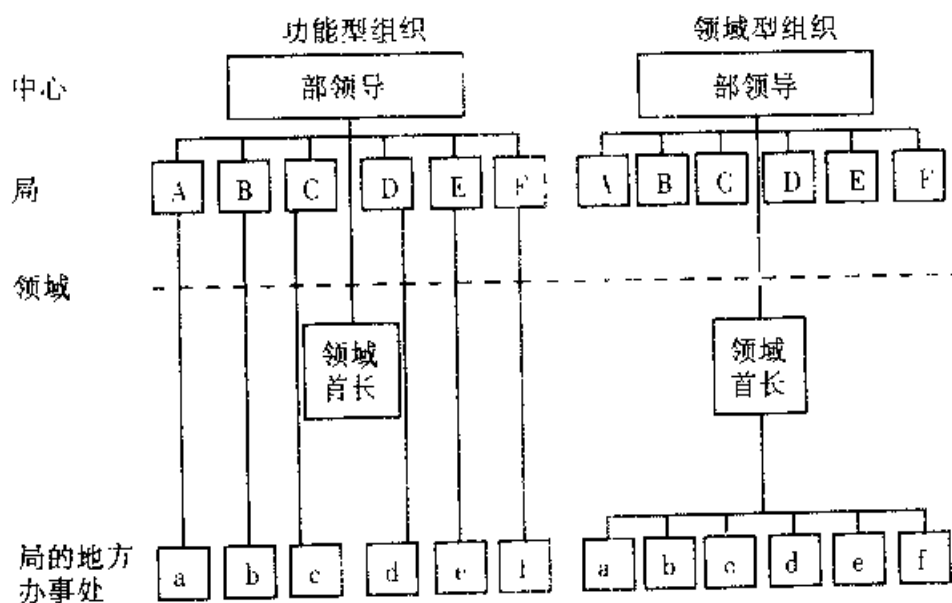 功能型组织 领域型组织
中心 部领导 部领导
局 A B C D E F A B C D E F
领域
领域
首长
领域
首长
局的地方
办事处
a b c d e f a b c d e f